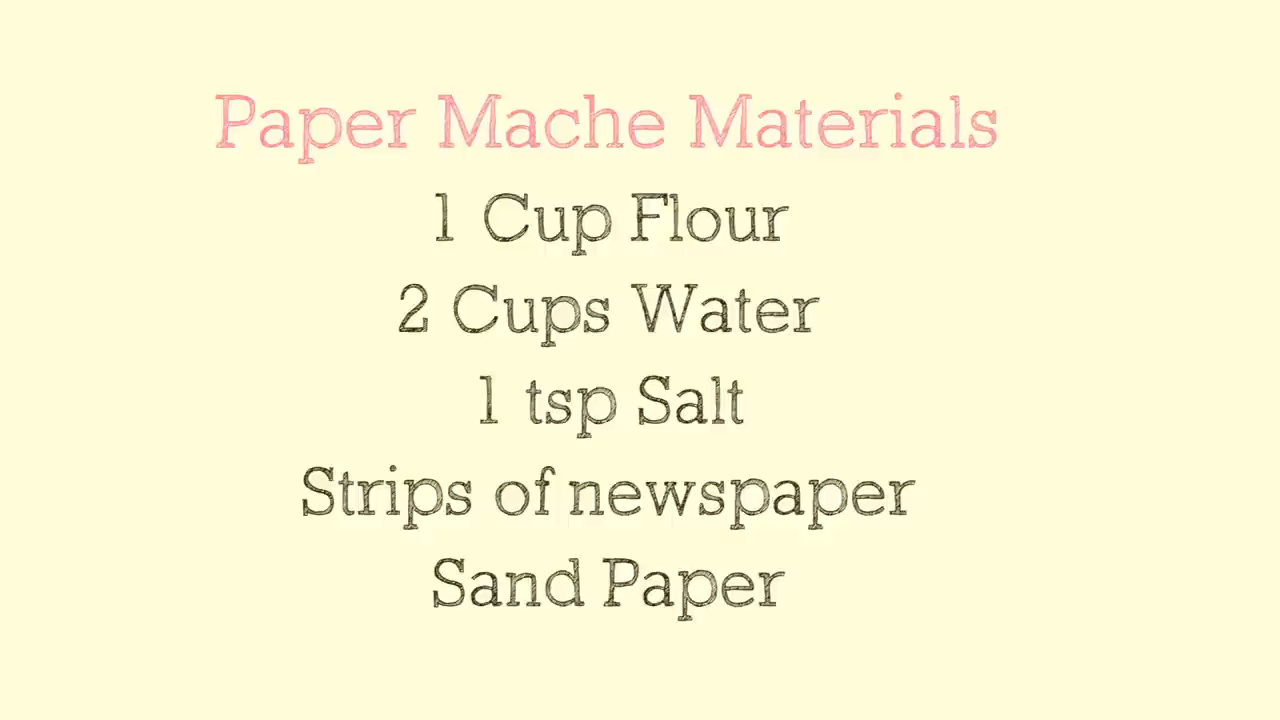 Paper Mache Materials
1 Cup Flour
2 Cups Water
1 tsp Salt
Strips of newspaper
Sand Paper